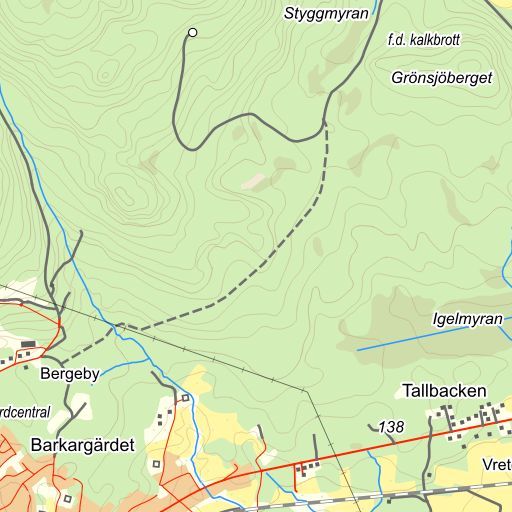 Styggmyran
f.d. kalkbrott
Grönsjöberget
Igelmyran
Bergeby
Tallbacken
rdcentral
138
Barkargärdet
Vret